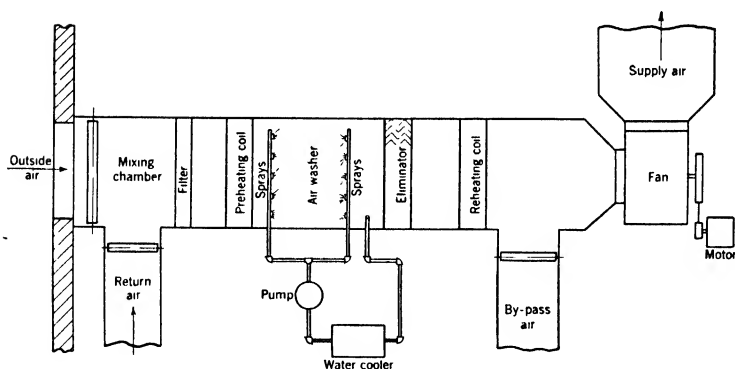 Supply air
Outside
air
Mixing
chamber
Filter
Preheating coil
Sprays
Air washer
Sprays
Eliminator
Reheating coil
Fan
Motor
Return
air
Pump
Water cooler
By-pass
air